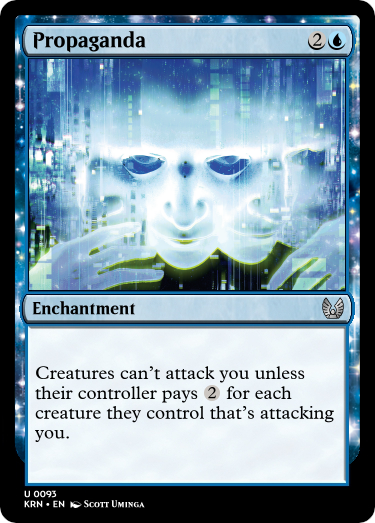 Propaganda 2
Enchantment
Creatures can't attack you unless
their controller pays 2 for each
creature they control that's attacking
you.
U 0093
KRN • EN Scott Uminga